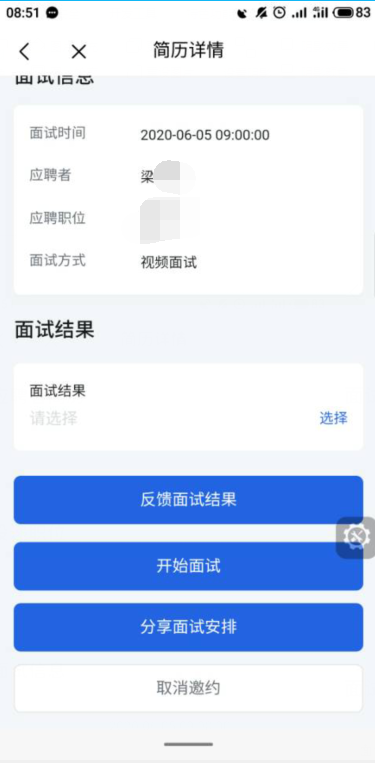 08:51
83
简历详情
面试信息
面试时间 2020-06-05 09:00:00
应聘者 梁
应聘职位
面试方式 视频面试
面试结果
面试结果
请选择 选择
反馈面试结果
开始面试
分享面试安排
取消邀约